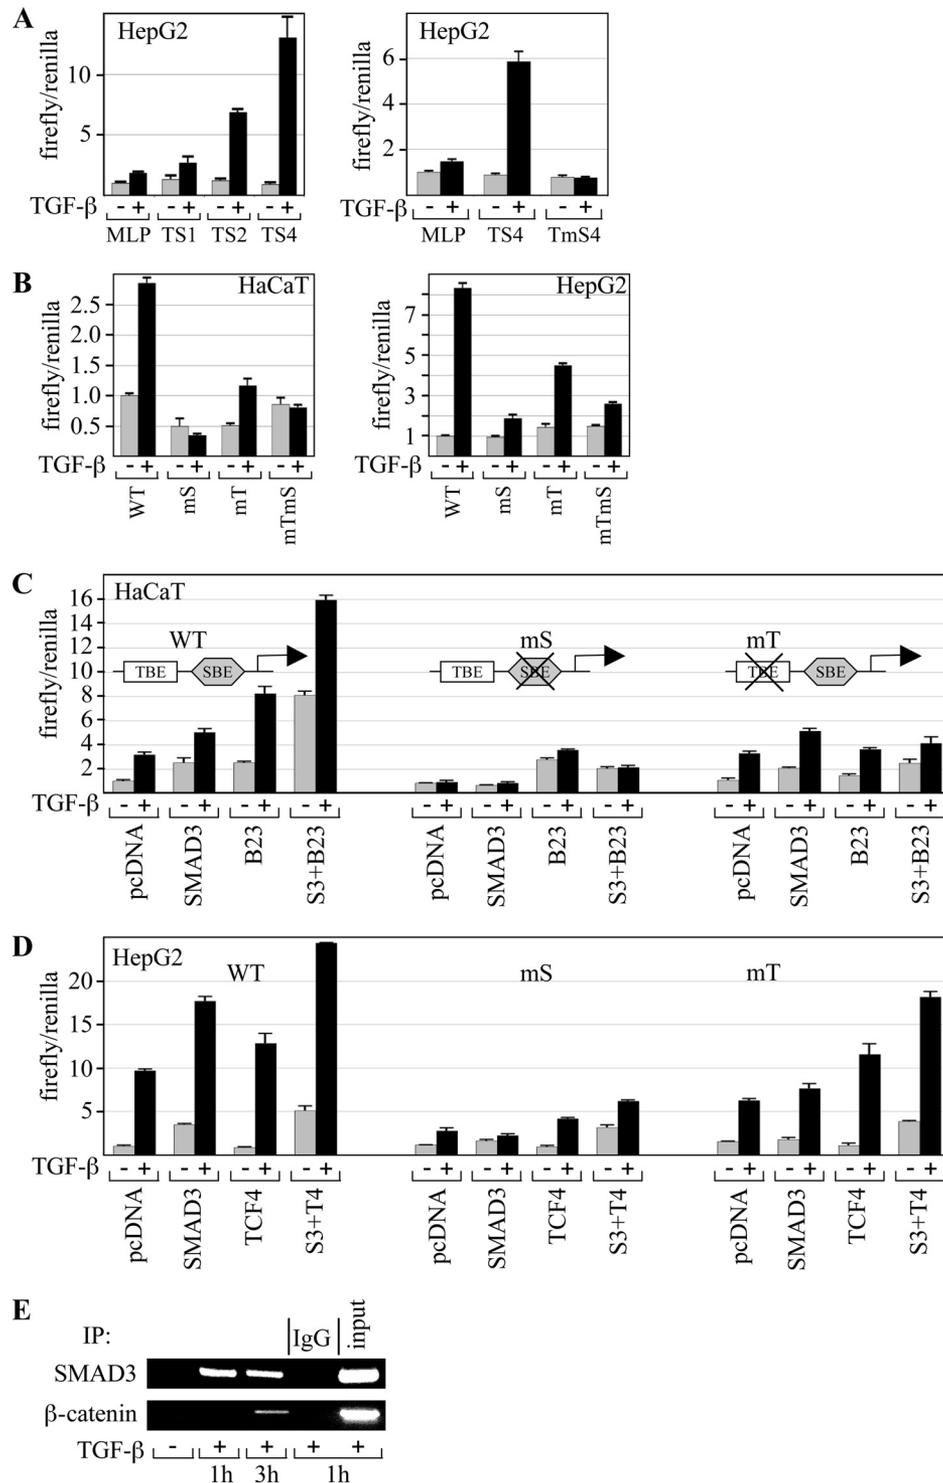 A
HepG2
firefly/renilla
10
5
TGF-β - + - + - + - +
MLP TS1 TS2 TS4
HepG2
firefly/renilla
6
4
2
TGF-β - + - + - +
MLP TS4 TmS4
B
HaCaT
firefly/renilla
2.5
2.0
1.5
1.0
0.5
TGF-β - + - + - + - +
WT mS mT mTmS
HepG2
firefly/renilla
7
5
3
1
TGF-β - + - + - + - +
WT mS mT mTmS
C
HaCaT
firefly/renilla
16
14
12
10
8
6
4
2
WT mS mT
TBE SBE TBE SBE TBE SBE
TGF-β - + - + - + - + - + - + - + - + - + - + - + - +
pcDNA SMAD3 B23 S3+B23 pcDNA SMAD3 B23 S3+B23 pcDNA SMAD3 B23 S3+B23
D
HepG2
WT mS mT
firefly/renilla
20
15
10
5
TGF-β - + - + - + - + - + - + - + - + - + - + - + - +
pcDNA SMAD3 TCF4 S3+T4 pcDNA SMAD3 TCF4 S3+T4 pcDNA SMAD3 TCF4 S3+T4
E
IP: IgG input
SMAD3
β-catenin
TGF-β - + + + +
1h 3h 1h